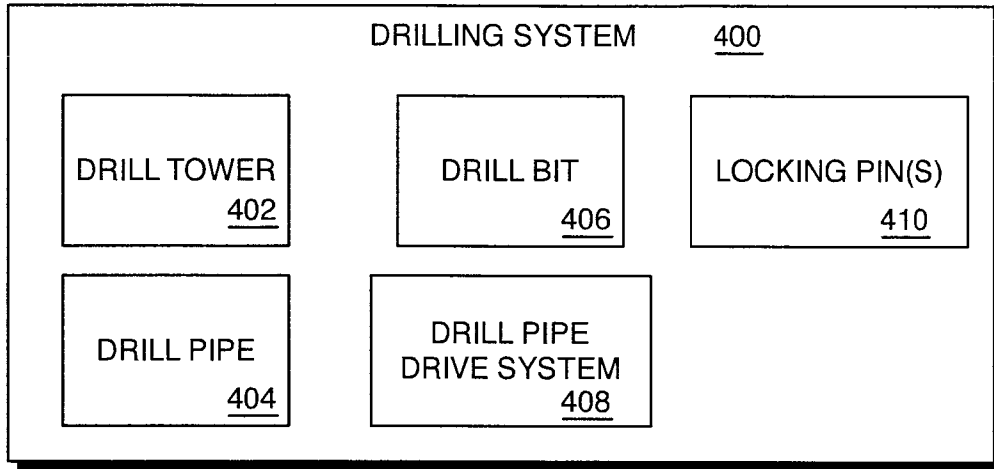 DRILLING SYSTEM 400
DRILL TOWER
402
DRILL BIT
406
LOCKING PIN(S)
410
DRILL PIPE
404
DRILL PIPE
DRIVE SYSTEM
408